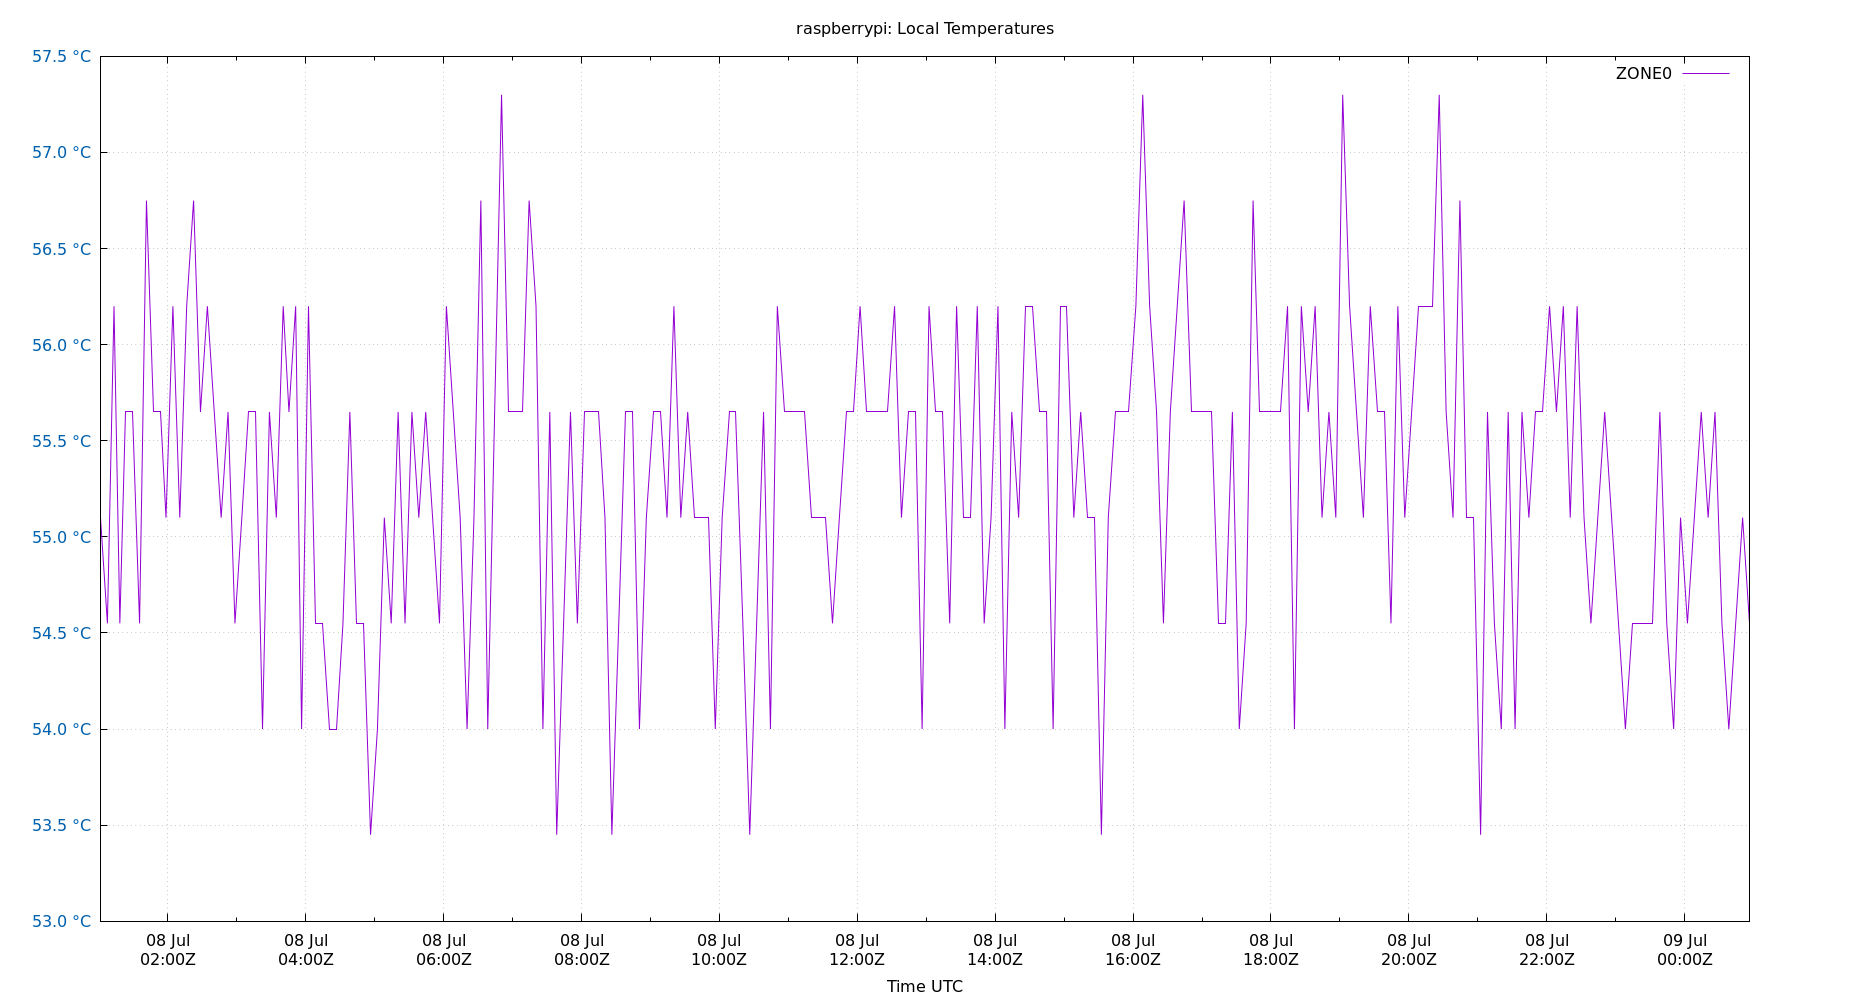 raspberrypi: Local Temperatures
57.5 °C
57.0 °C
56.5 °C
56.0 °C
55.5 °C
55.0 °C
54.5 °C
54.0 °C
53.5 °C
53.0 °C
ZONE0
08 Jul 08 Jul 08 Jul 08 Jul 08 Jul 08 Jul 08 Jul 08 Jul 08 Jul 08 Jul 08 Jul 09 Jul
02:00Z 04:00Z 06:00Z 08:00Z 10:00Z 12:00Z 14:00Z 16:00Z 18:00Z 20:00Z 22:00Z 00:00Z
Time UTC